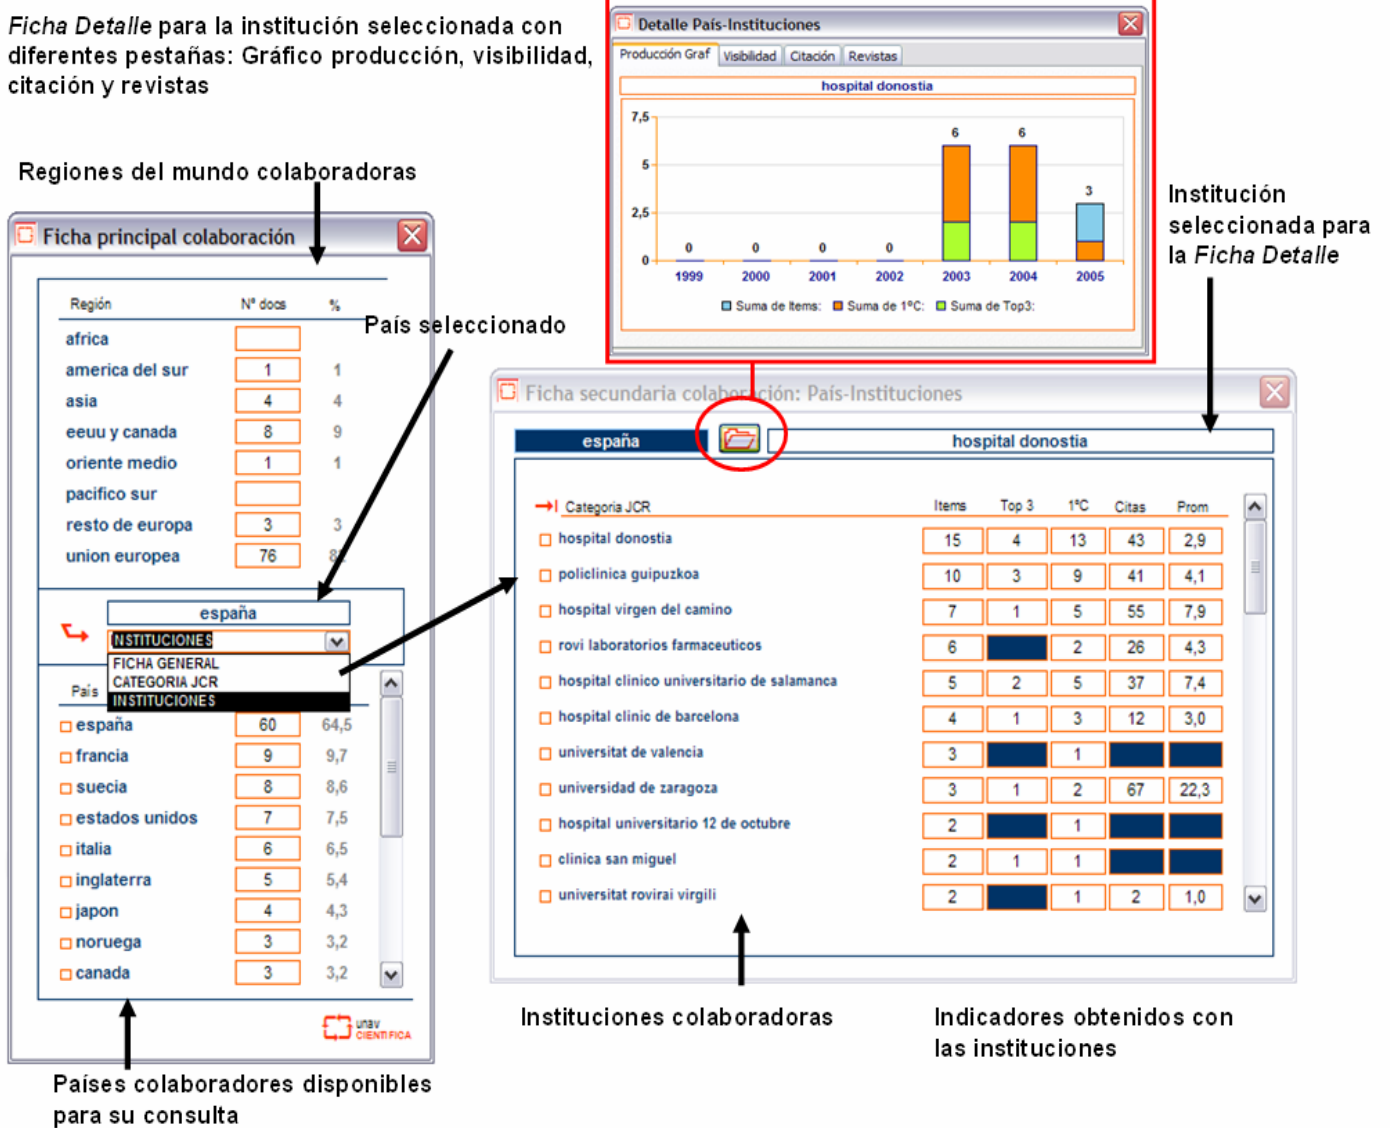 Ficha Detalle para la institución seleccionada con
diferentes pestañas: Gráfico producción, visibilidad,
citación y revistas
Detalle País-Instituciones
Producción Graf Visibilidad Citación Revistas
hospital donostia
7,5
5
2,5
0
0 0 0 0 6 6 3
1999 2000 2001 2002 2003 2004 2005
Suma de Items: Suma de 1ºC: Suma de Top3:
Regiones del mundo colaboradoras
Institución
seleccionada para
la Ficha Detalle
Ficha principal colaboración
Región Nº docs %
africa
america del sur 1 1
asia 4 4
eeuu y canada 8 9
oriente medio 1 1
pacifico sur
resto de europa 3 3
union europea 76
País seleccionado
españa
INSTITUCIONES
FICHA GENERAL
CATEGORIA JCR
INSTITUCIONES
País
españa 60 64,5
francia 9 9,7
suecia 8 8,6
estados unidos 7 7,5
italia 6 6,5
inglaterra 5 5,4
japon 4 4,3
noruega 3 3,2
canada 3 3,2
unav
CIENTIFICA
Países colaboradores disponibles
para su consulta
Ficha secundaria colaboración: País-Instituciones
españa hospital donostia
Categoria JCR Items Top 3 1ºC Citas Prom
hospital donostia 15 4 13 43 2,9
policlinica guipuzkoa 10 3 9 41 4,1
hospital virgen del camino 7 1 5 55 7,9
rovi laboratorios farmaceuticos 6 2 26 4,3
hospital clinico universitario de salamanca 5 2 5 37 7,4
hospital clinic de barcelona 4 1 3 12 3,0
universitat de valencia 3 1
universidad de zaragoza 3 1 2 67 22,3
hospital universitario 12 de octubre 2 1
clinica san miguel 2 1 1
universitat rovirai virgili 2 1 2 1,0
Instituciones colaboradoras
Indicadores obtenidos con
las instituciones